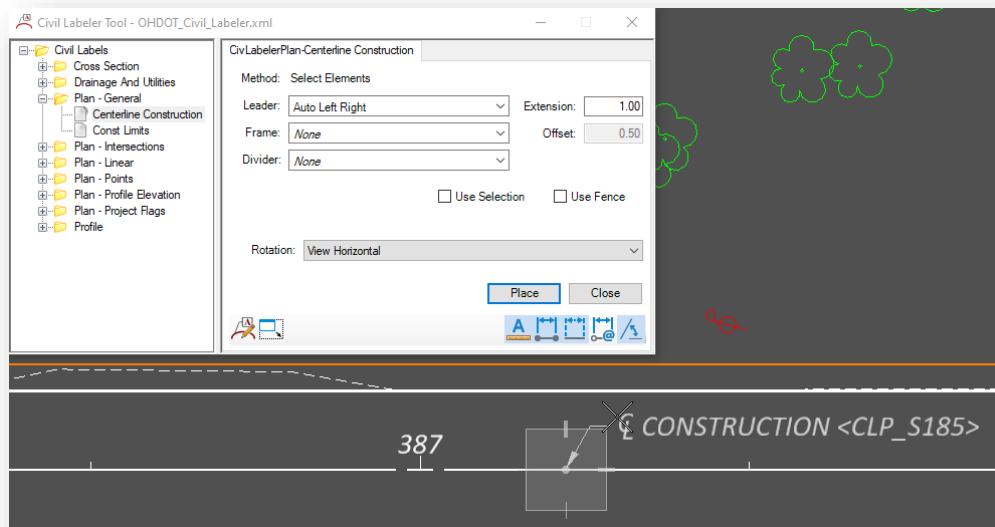 Civil Labeler Tool - OHDOT_Civil_Labeler.xml
Civil Labels
Cross Section
Drainage And Utilities
Plan - General
Centerline Construction
Const Limits
Plan - Intersections
Plan - Linear
Plan - Points
Plan - Profile Elevation
Plan - Project Flags
Profile
CivLabelerPlan-Centerline Construction
Method: Select Elements
Leader: Auto Left Right Extension: 1.00
Frame: None Offset: 0.50
Divider: None
Use Selection Use Fence
Rotation: View Horizontal
Place Close
A
@
387
℄ CONSTRUCTION <CLP_S185>